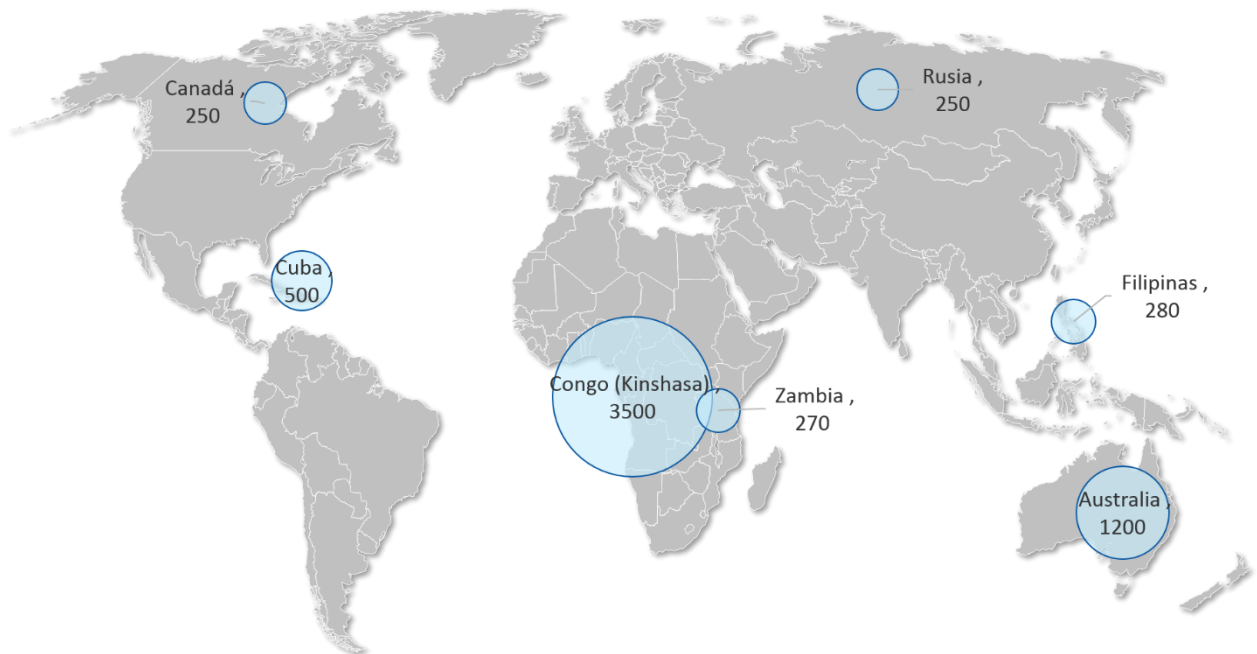 Canadá ,
250
Rusia ,
250
Cuba ,
500
Filipinas ,
280
Congo (Kinshasa) ,
3500
Zambia ,
270
Australia ,
1200